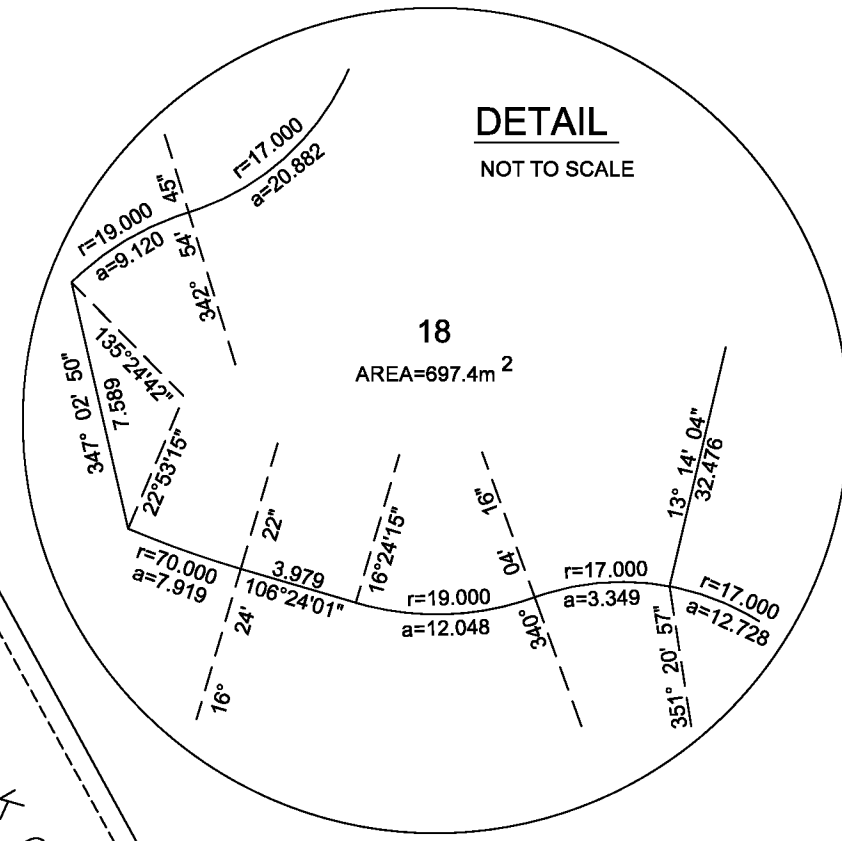 DETAIL
NOT TO SCALE
r=17.000
a=20.882
r=19.000
a=9.120
342° 54' 45"
135°24'42"
347° 02' 50"
7.589
22°53'15"
18
AREA=697.4m 2
r=70.000
a=7.919
16° 24' 22"
3.979
106°24'01"
16°24'15"
r=19.000
a=12.048
340° 04' 16"
r=17.000
a=3.349
13° 14' 04"
32.476
r=17.000
a=12.728
351° 20' 57"
K